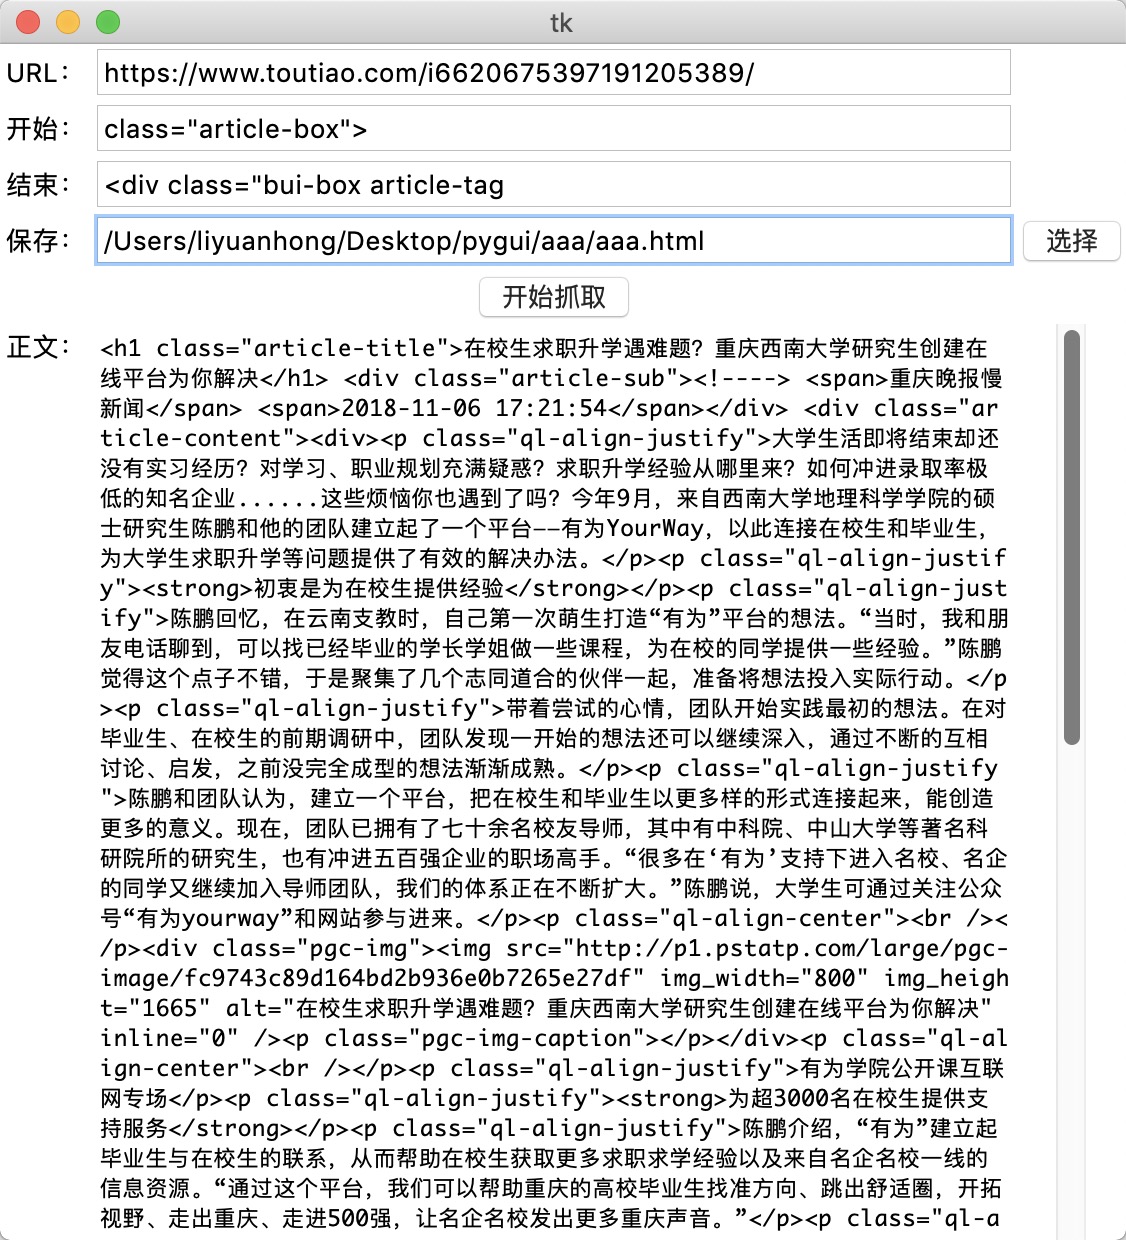 tk
URL: https://www.toutiao.com/i6620675397191205389/
开始: class="article-box">
结束: <div class="bui-box article-tag
保存: /Users/liyuanhong/Desktop/pygui/aaa/aaa.html 选择
开始抓取
正文: <h1 class="article-title">在校生求职升学遇难题？重庆西南大学研究生创建在
线平台为你解决</h1> <div class="article-sub"><!----> <span>重庆晚报慢
新闻</span> <span>2018-11-06 17:21:54</span></div> <div class="ar
ticle-content"><div><p class="ql-align-justify">大学生活即将结束却还
没有实习经历？对学习、职业规划充满疑惑？求职升学经验从哪里来？如何冲进录取率极
低的知名企业......这些烦恼你也遇到了吗？今年9月，来自西南大学地理科学学院的硕
士研究生陈鹏和他的团队建立起了一个平台——有为YourWay，以此连接在校生和毕业生，
为大学生求职升学等问题提供了有效的解决办法。</p><p class="ql-align-justif
y"><strong>初衷是为在校生提供经验</strong></p><p class="ql-align-just
ify">陈鹏回忆，在云南支教时，自己第一次萌生打造“有为”平台的想法。“当时，我和朋
友电话聊到，可以找已经毕业的学长学姐做一些课程，为在校的同学提供一些经验。”陈鹏
觉得这个点子不错，于是聚集了几个志同道合的伙伴一起，准备将想法投入实际行动。</p
><p class="ql-align-justify">带着尝试的心情，团队开始实践最初的想法。在对
毕业生、在校生的前期调研中，团队发现一开始的想法还可以继续深入，通过不断的互相
讨论、启发，之前没完全成型的想法渐渐成熟。</p><p class="ql-align-justify
">陈鹏和团队认为，建立一个平台，把在校生和毕业生以更多样的形式连接起来，能创造
更多的意义。现在，团队已拥有了七十余名校友导师，其中有中科院、中山大学等著名科
研院所的研究生，也有冲进五百强企业的职场高手。“很多在‘有为’支持下进入名校、名企
的同学又继续加入导师团队，我们的体系正在不断扩大。”陈鹏说，大学生可通过关注公众
号“有为yourway”和网站参与进来。</p><p class="ql-align-center"><br /><
/p><div class="pgc-img"><img src="http://p1.pstatp.com/large/pgc-
image/fc9743c89d164bd2b936e0b7265e27df" img_width="800" img_heigh
t="1665" alt="在校生求职升学遇难题？重庆西南大学研究生创建在线平台为你解决"
inline="0" /><p class="pgc-img-caption"></p></div><p class="ql-al
ign-center"><br /></p><p class="ql-align-justify">有为学院公开课互联
网专场</p><p class="ql-align-justify"><strong>为超3000名在校生提供支
持服务</strong></p><p class="ql-align-justify">陈鹏介绍，“有为”建立起
毕业生与在校生的联系，从而帮助在校生获取更多求职求学经验以及来自名企名校一线的
信息资源。“通过这个平台，我们可以帮助重庆的高校毕业生找准方向、跳出舒适圈，开拓
视野、走出重庆、走进500强，让名企名校发出更多重庆声音。”</p><p class="ql-a